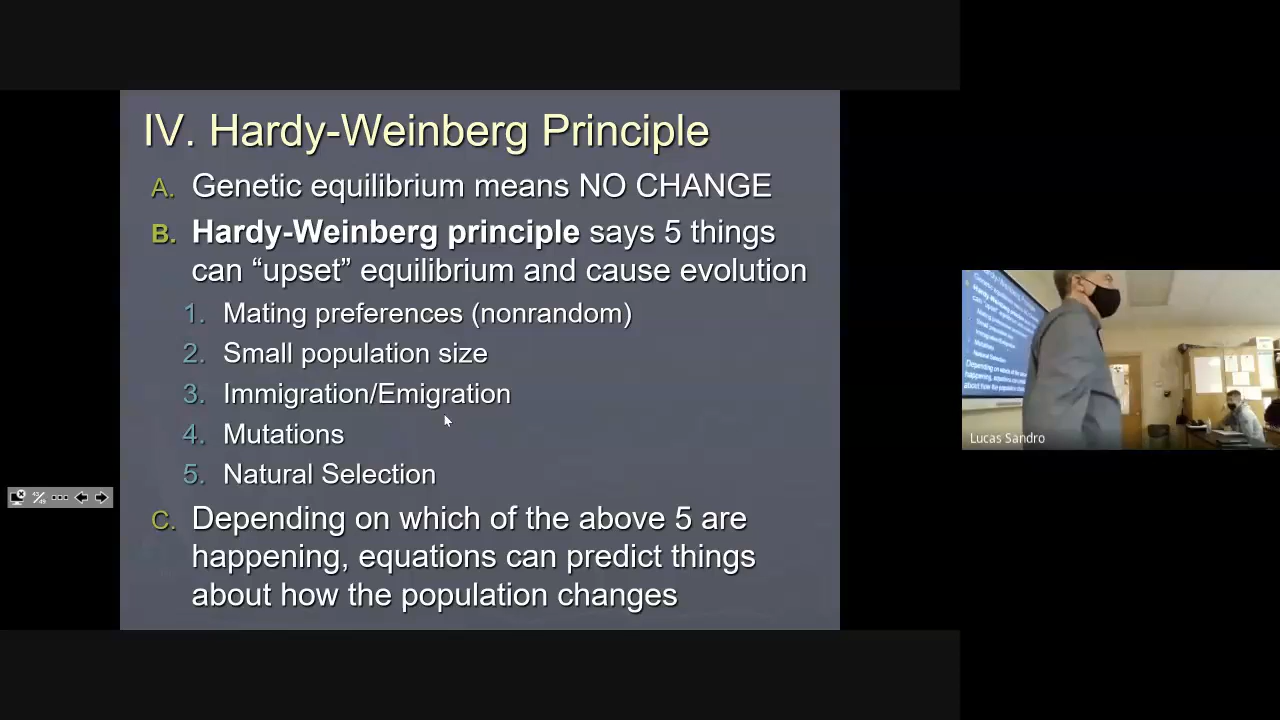 IV. Hardy-Weinberg Principle
A. Genetic equilibrium means NO CHANGE
B. Hardy-Weinberg principle says 5 things
can “upset” equilibrium and cause evolution
1. Mating preferences (nonrandom)
2. Small population size
3. Immigration/Emigration
4. Mutations
5. Natural Selection
C. Depending on which of the above 5 are
happening, equations can predict things
about how the population changes
Lucas Sandro